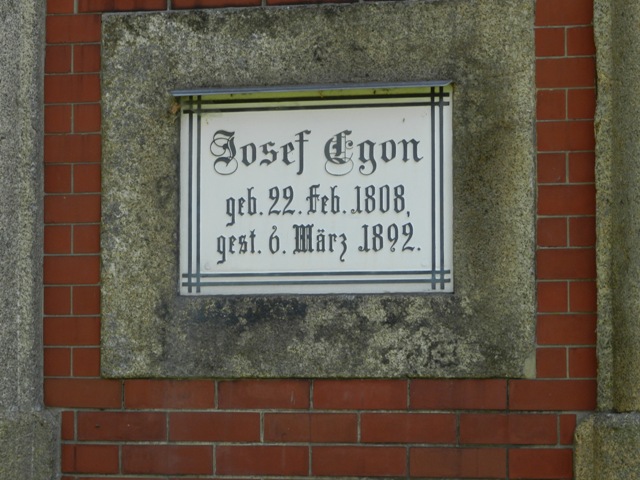 Josef Egon
geb. 22. Feb. 1808,
gest. 6. März 1892.